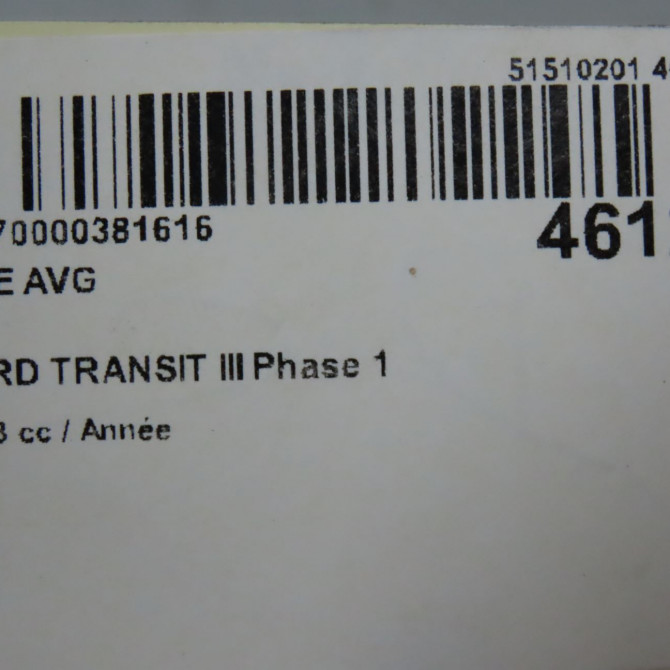 51510201 4
70000381616
461
E AVG
RD TRANSIT III Phase 1
3 cc / Année